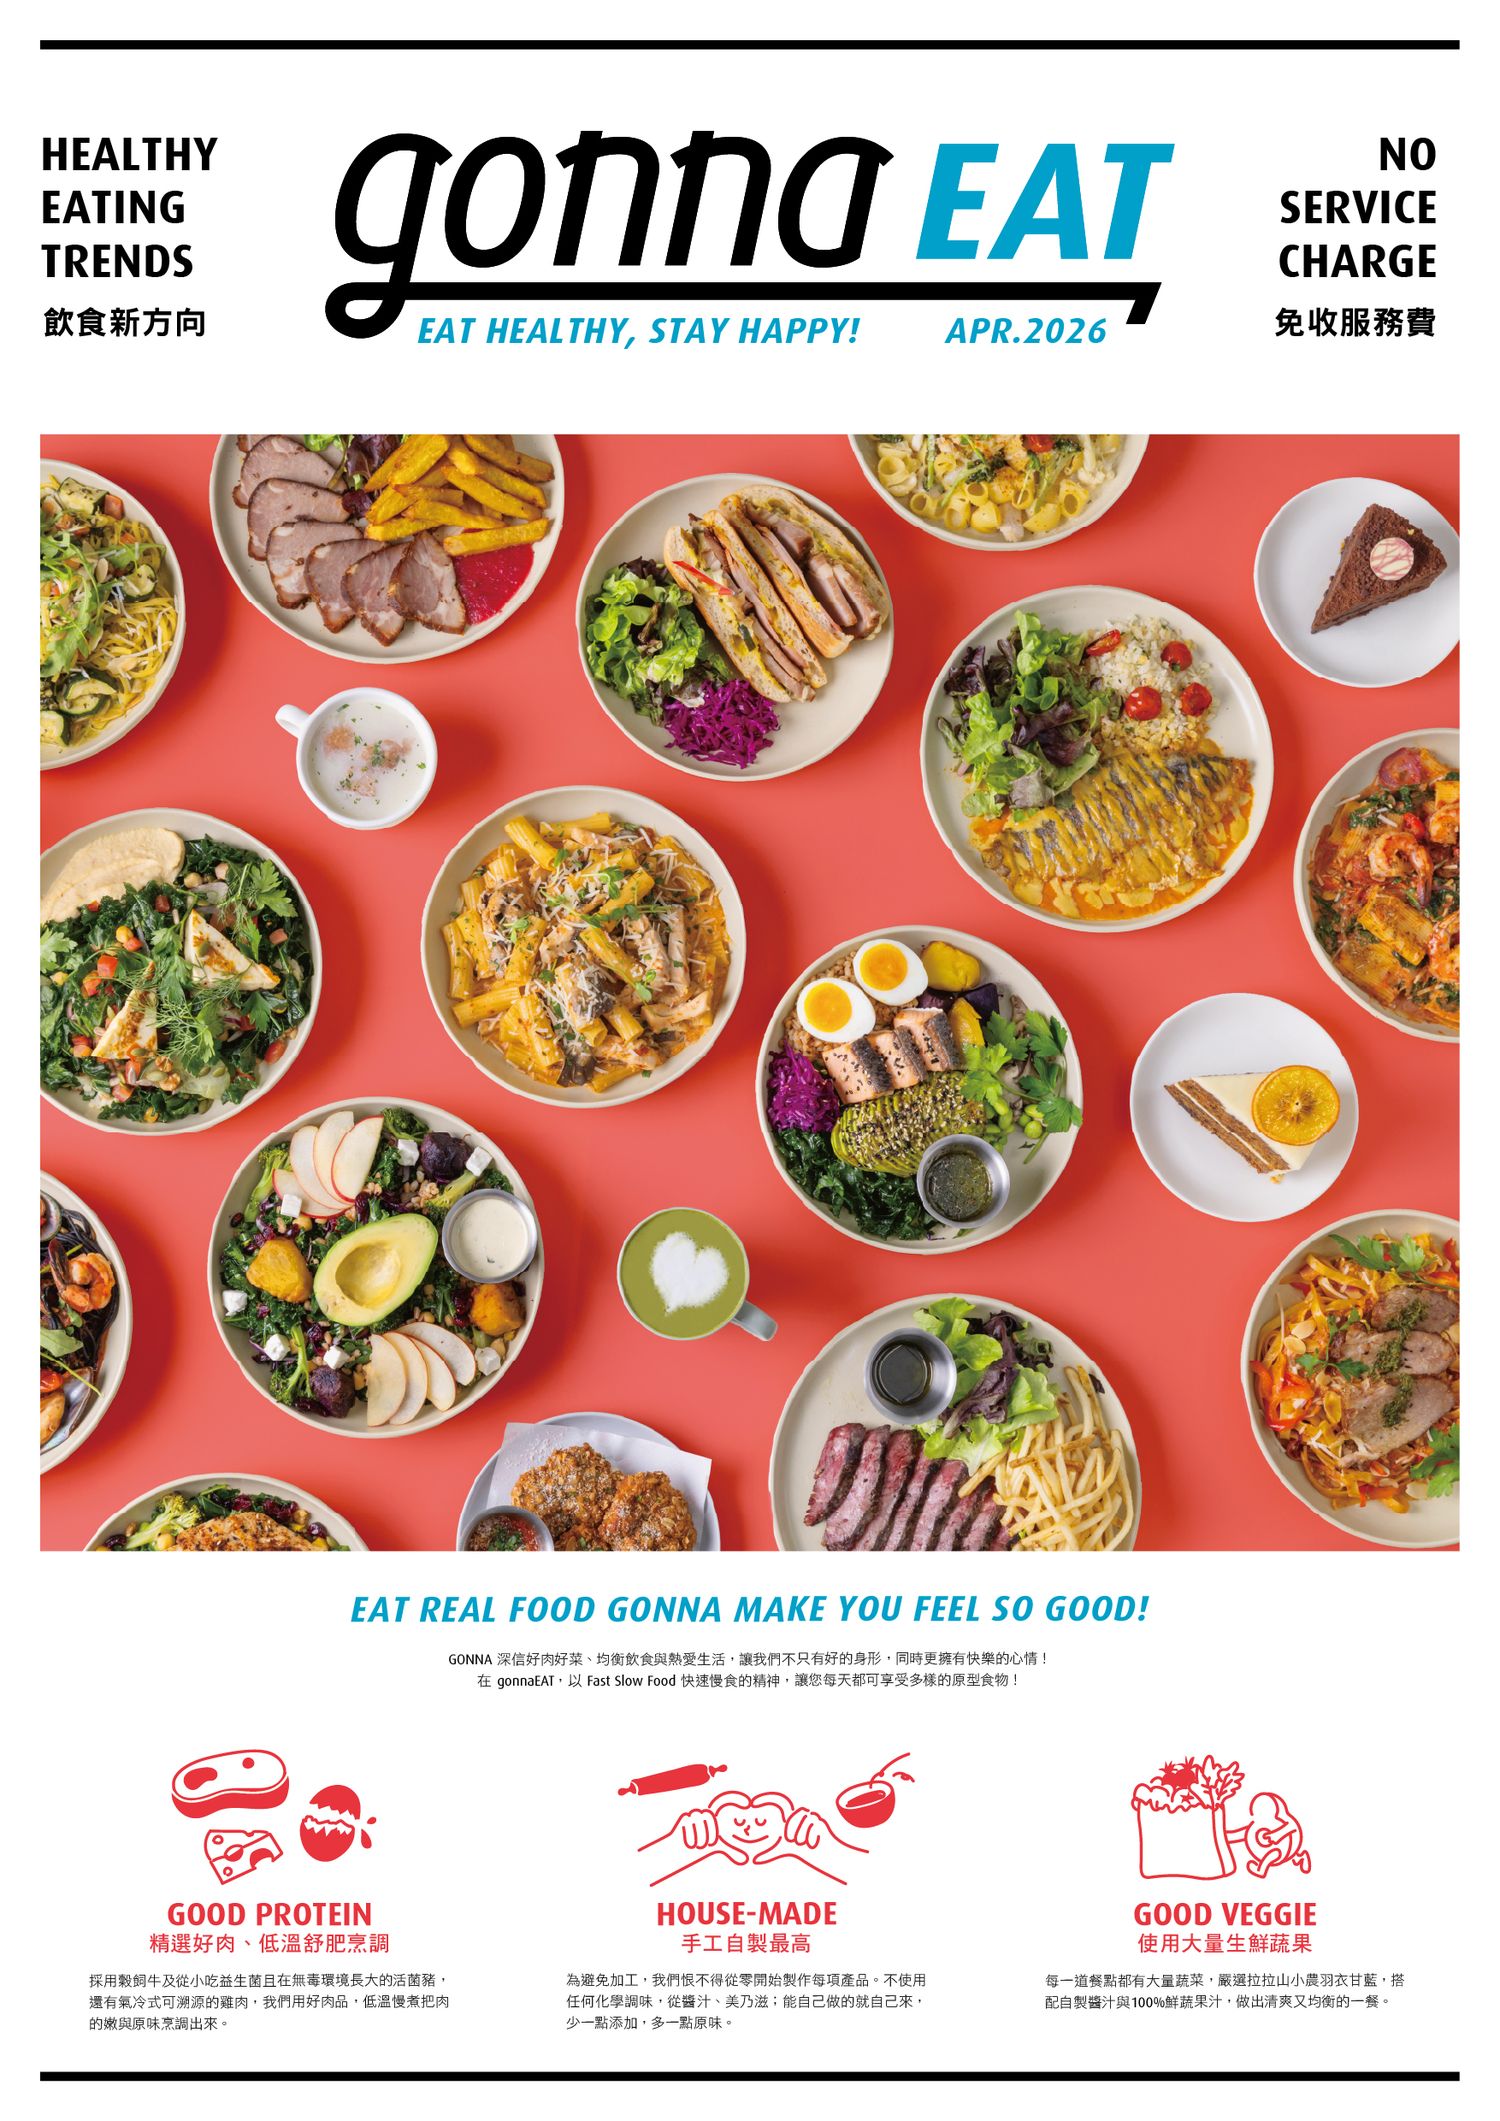 HEALTHY
EATING
TRENDS
飲食新方向
gonna EAT
EAT HEALTHY, STAY HAPPY! APR.2026
NO
SERVICE
CHARGE
免收服務費
EAT REAL FOOD GONNA MAKE YOU FEEL SO GOOD!
GONNA 深信好肉好菜、均衡飲食與熱愛生活，讓我們不只有好的身形，同時更擁有快樂的心情！
在 gonnaEAT，以 Fast Slow Food 快速慢食的精神，讓您每天都可享受多樣的原型食物！
GOOD PROTEIN
精選好肉、低溫舒肥烹調
採用穀飼牛及從小吃益生菌且在無毒環境長大的活菌豬，
還有氣冷式可溯源的雞肉，我們用好肉品，低溫慢煮把肉
的嫩與原味烹調出來。
HOUSE-MADE
手工自製最高
為避免加工，我們恨不得從零開始製作每項產品。不使用
任何化學調味，從醬汁、美乃滋；能自己做的就自己來，
少一點添加，多一點原味。
GOOD VEGGIE
使用大量生鮮蔬果
每一道餐點都有大量蔬菜，嚴選拉拉山小農羽衣甘藍，搭
配自製醬汁與100%鮮蔬果汁，做出清爽又均衡的一餐。